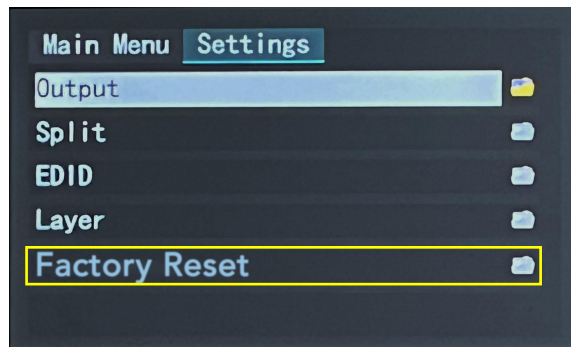 Main Menu Settings
Output
Split
EDID
Layer
Factory Reset